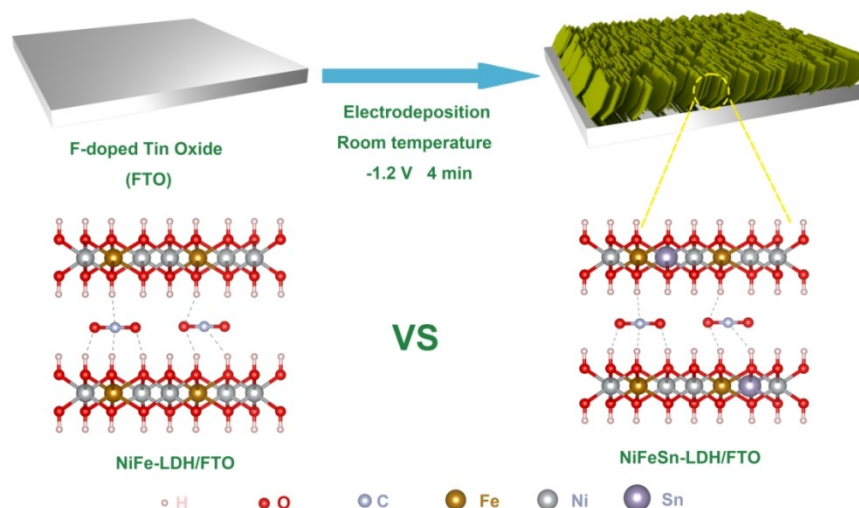 F-doped Tin Oxide
(FTO)
Electrodeposition
Room temperature
-1.2 V 4 min
VS
NiFe-LDH/FTO
NiFeSn-LDH/FTO
H O C Fe Ni Sn